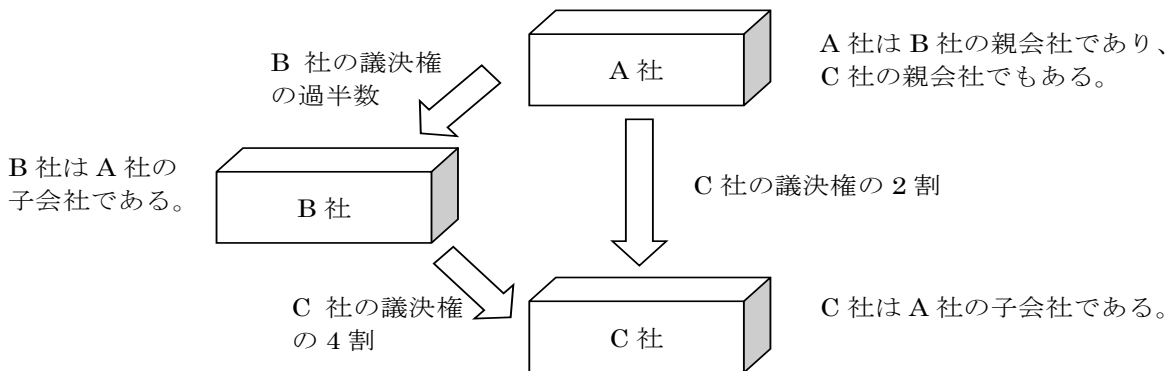 B 社の議決権
の過半数
A 社
A 社は B 社の親会社であり、
C 社の親会社でもある。
B 社は A 社の
子会社である。
B 社
C 社の議決権の 2 割
C 社の議決権
の 4 割
C 社
C 社は A 社の子会社である。